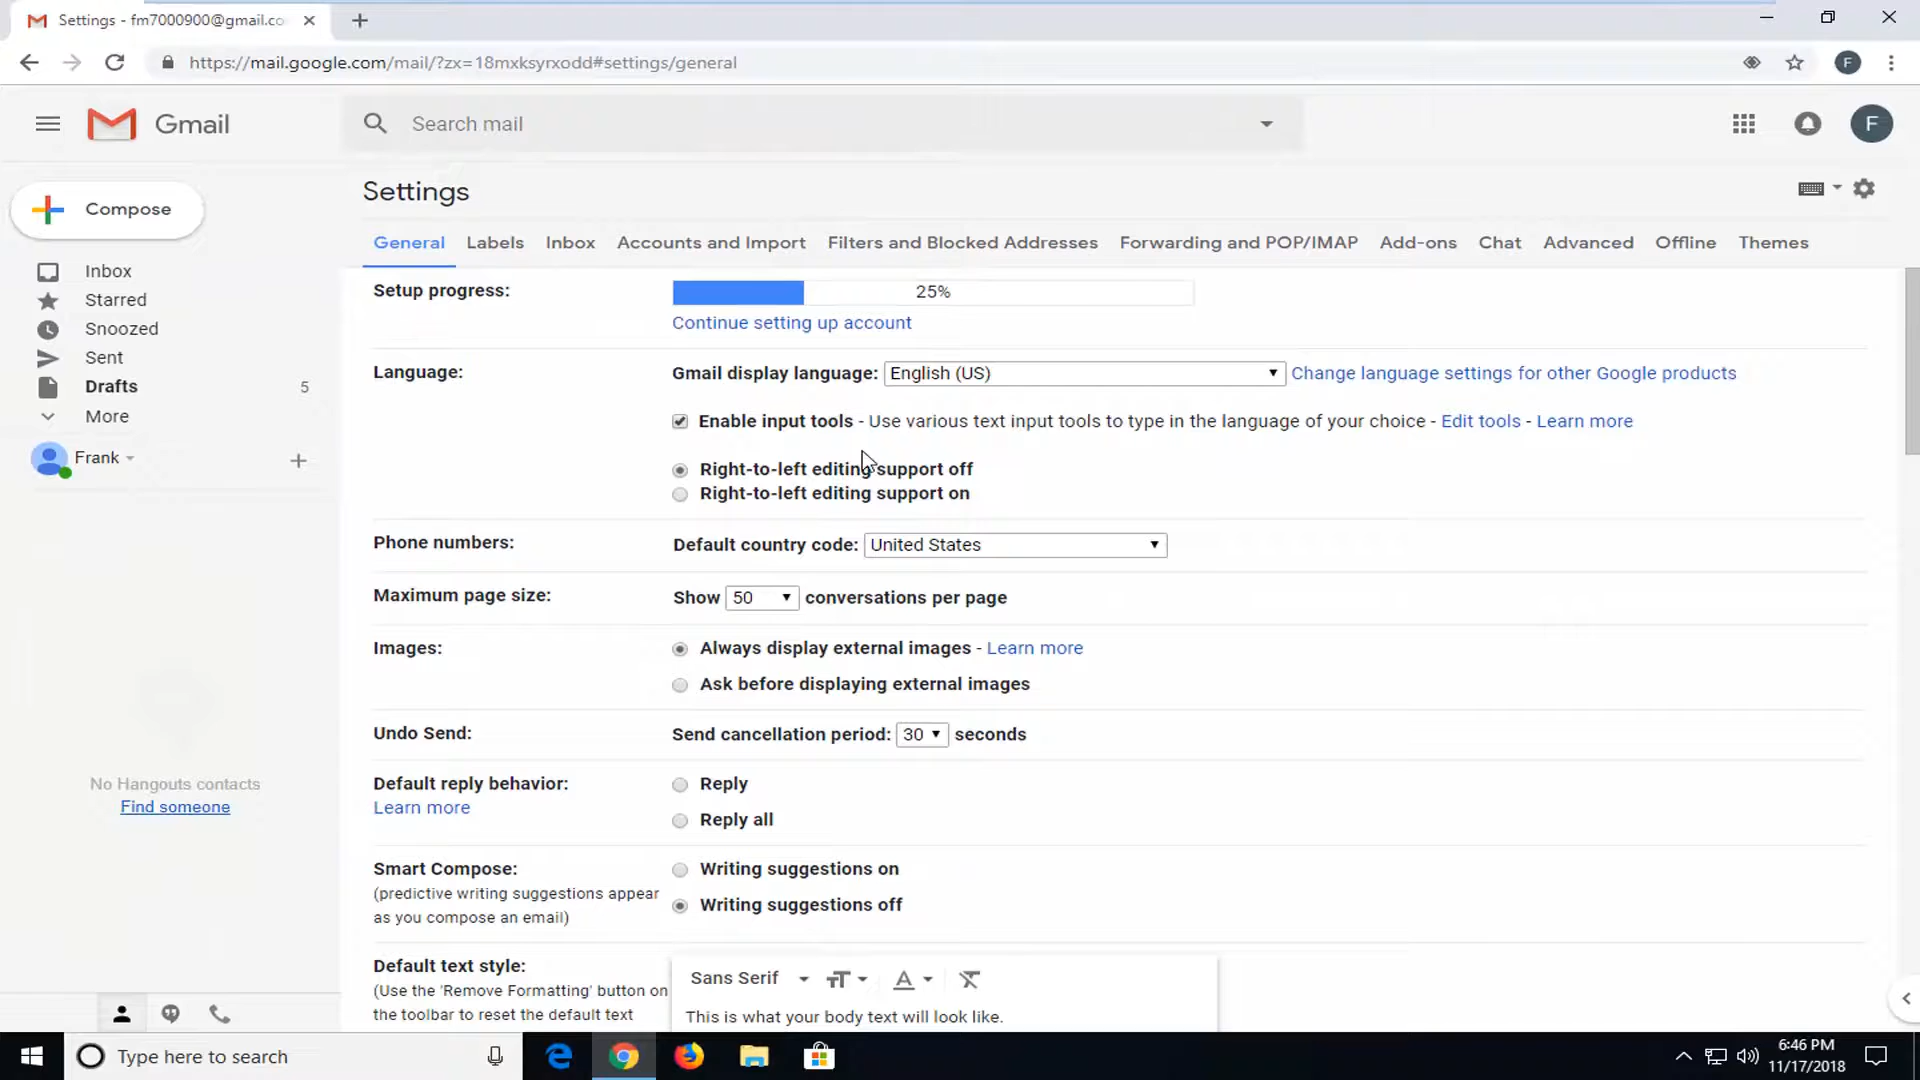 Settings - fm7000900@gmail.co
https://mail.google.com/mail/?zx=18mxksyrxodd#settings/general
F
Gmail
Search mail
F
Compose
Inbox
Starred
Snoozed
Sent
Drafts 5
More
Frank
No Hangouts contacts
Find someone
Settings
General Labels Inbox Accounts and Import Filters and Blocked Addresses Forwarding and POP/IMAP Add-ons Chat Advanced Offline Themes
Setup progress: 25%
Continue setting up account
Language: Gmail display language: English (US) Change language settings for other Google products
Enable input tools - Use various text input tools to type in the language of your choice - Edit tools - Learn more
Right-to-left editing support off
Right-to-left editing support on
Phone numbers: Default country code: United States
Maximum page size: Show 50 conversations per page
Images: Always display external images - Learn more
Ask before displaying external images
Undo Send: Send cancellation period: 30 seconds
Default reply behavior: Reply
Learn more
Reply all
Smart Compose: Writing suggestions on
(predictive writing suggestions appear
as you compose an email)
Writing suggestions off
Default text style: Sans Serif
(Use the 'Remove Formatting' button on
the toolbar to reset the default text
This is what your body text will look like.
Type here to search
6:46 PM
11/17/2018